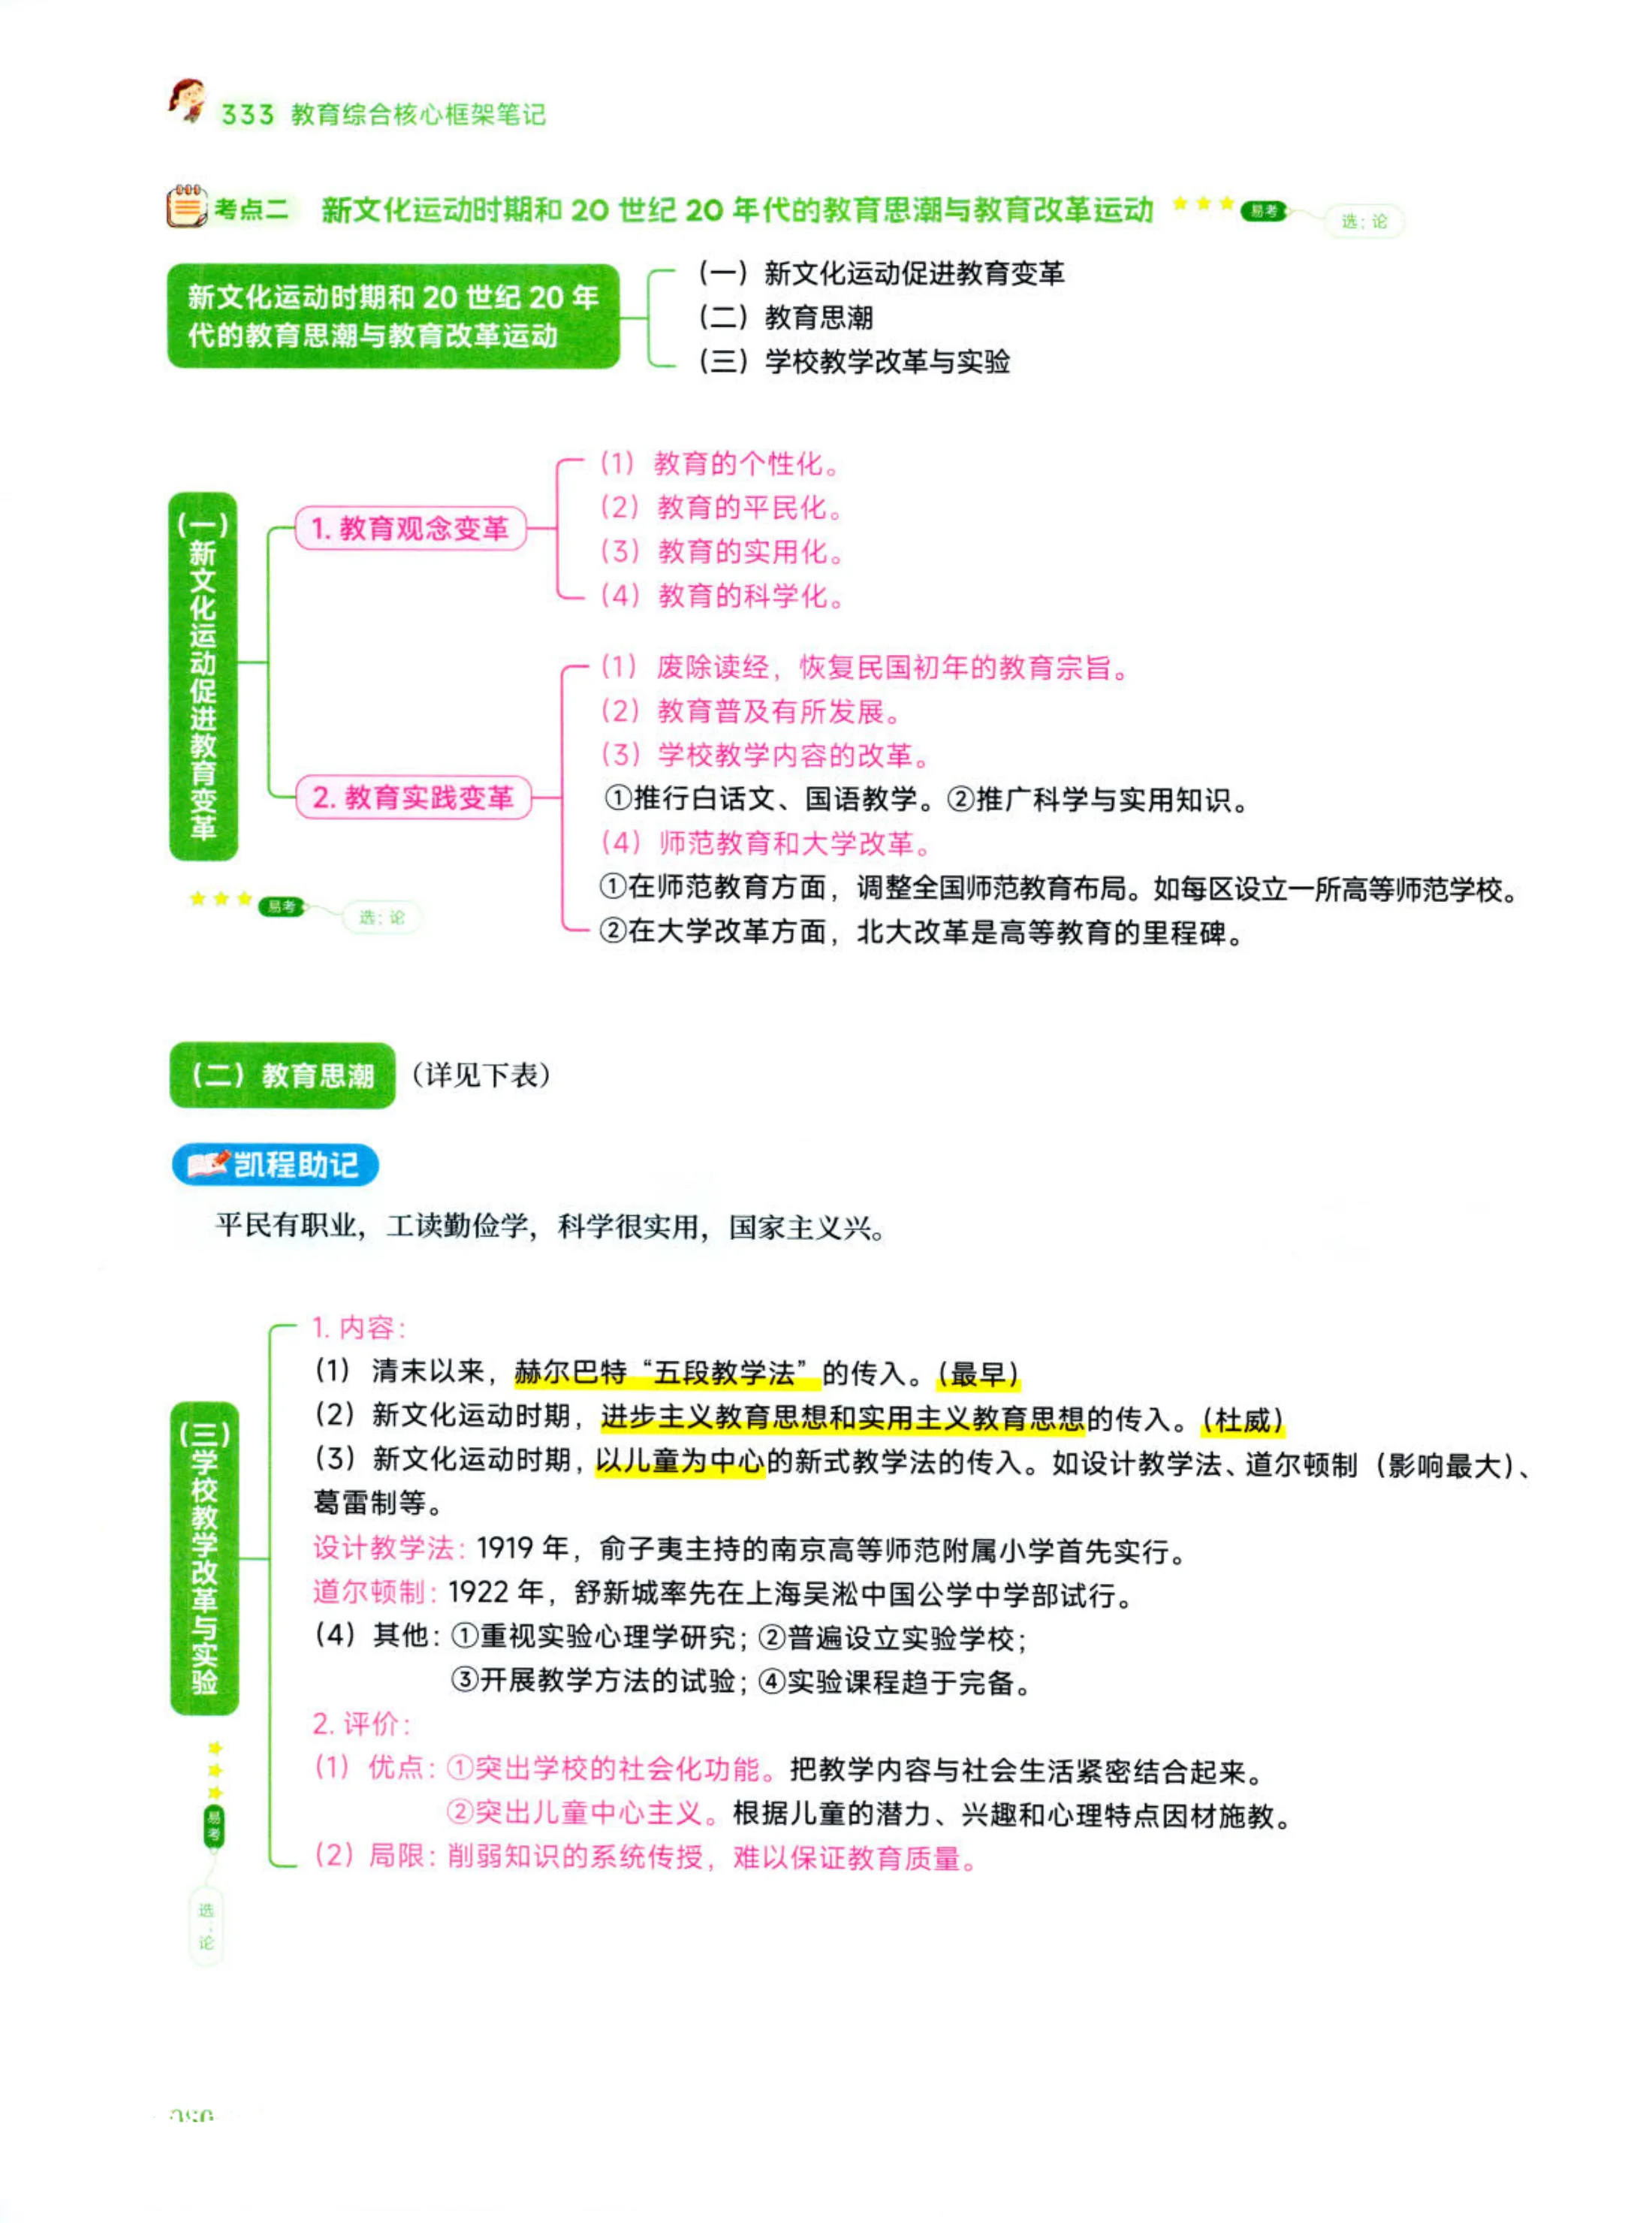 333 教育综合核心框架笔记
考点二 新文化运动时期和 20 世纪 20 年代的教育思潮与教育改革运动 易考 选；论
新文化运动时期和 20 世纪 20 年
代的教育思潮与教育改革运动
（一）新文化运动促进教育变革
（二）教育思潮
（三）学校教学改革与实验
（一）新文化运动促进教育变革
易考 选；论
1. 教育观念变革
（1）教育的个性化。
（2）教育的平民化。
（3）教育的实用化。
（4）教育的科学化。
2. 教育实践变革
（1）废除读经，恢复民国初年的教育宗旨。
（2）教育普及有所发展。
（3）学校教学内容的改革。
①推行白话文、国语教学。②推广科学与实用知识。
（4）师范教育和大学改革。
①在师范教育方面，调整全国师范教育布局。如每区设立一所高等师范学校。
②在大学改革方面，北大改革是高等教育的里程碑。
（二）教育思潮（详见下表）
凯程助记
平民有职业，工读勤俭学，科学很实用，国家主义兴。
（三）学校教学改革与实验
易考
选；论
1. 内容：
（1）清末以来，赫尔巴特“五段教学法”的传入。（最早）
（2）新文化运动时期，进步主义教育思想和实用主义教育思想的传入。（杜威）
（3）新文化运动时期，以儿童为中心的新式教学法的传入。如设计教学法、道尔顿制（影响最大）、
葛雷制等。
设计教学法：1919 年，俞子夷主持的南京高等师范附属小学首先实行。
道尔顿制：1922 年，舒新城率先在上海吴淞中国公学中学部试行。
（4）其他：①重视实验心理学研究；②普遍设立实验学校；
③开展教学方法的试验；④实验课程趋于完备。
2. 评价：
（1）优点：①突出学校的社会化功能。把教学内容与社会生活紧密结合起来。
②突出儿童中心主义。根据儿童的潜力、兴趣和心理特点因材施教。
（2）局限：削弱知识的系统传授，难以保证教育质量。